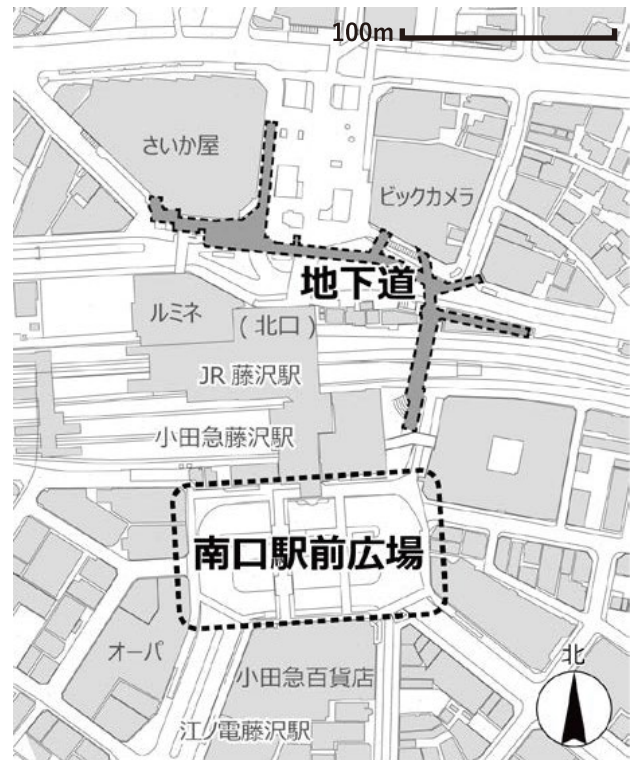 100m
さいか屋
ビックカメラ
地下道
ルミネ
(北口)
JR 藤沢駅
小田急藤沢駅
南口駅前広場
オーパ
北
小田急百貨店
江ノ電藤沢駅